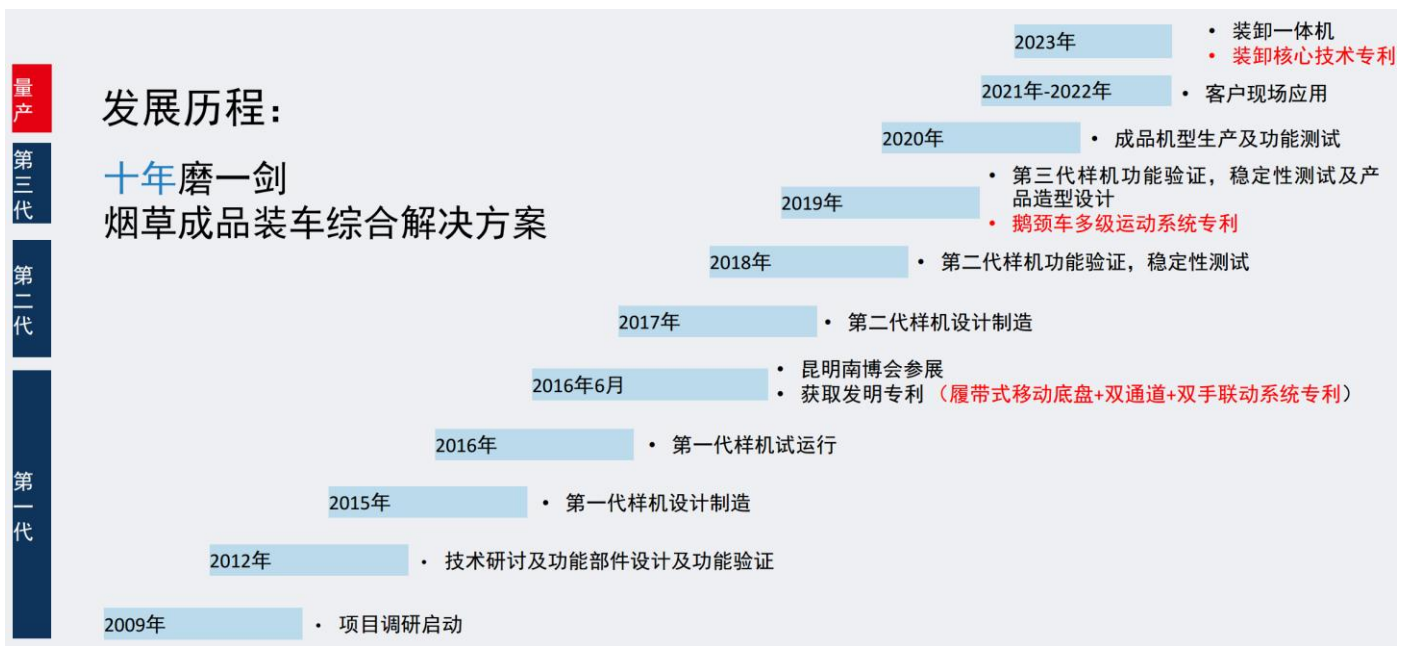 2023年
• 装卸一体机
• 装卸核心技术专利
量产
发展历程：
2021年-2022年
• 客户现场应用
2020年
• 成品机型生产及功能测试
第三代
十年磨一剑
烟草成品装车综合解决方案
2019年
• 第三代样机功能验证，稳定性测试及产
品造型设计
• 鹅颈车多级运动系统专利
第二代
2018年
• 第二代样机功能验证，稳定性测试
2017年
• 第二代样机设计制造
2016年6月
• 昆明南博会参展
• 获取发明专利（履带式移动底盘+双通道+双手联动系统专利）
第一代
2016年
• 第一代样机试运行
2015年
• 第一代样机设计制造
2012年
• 技术研讨及功能部件设计及功能验证
2009年
• 项目调研启动